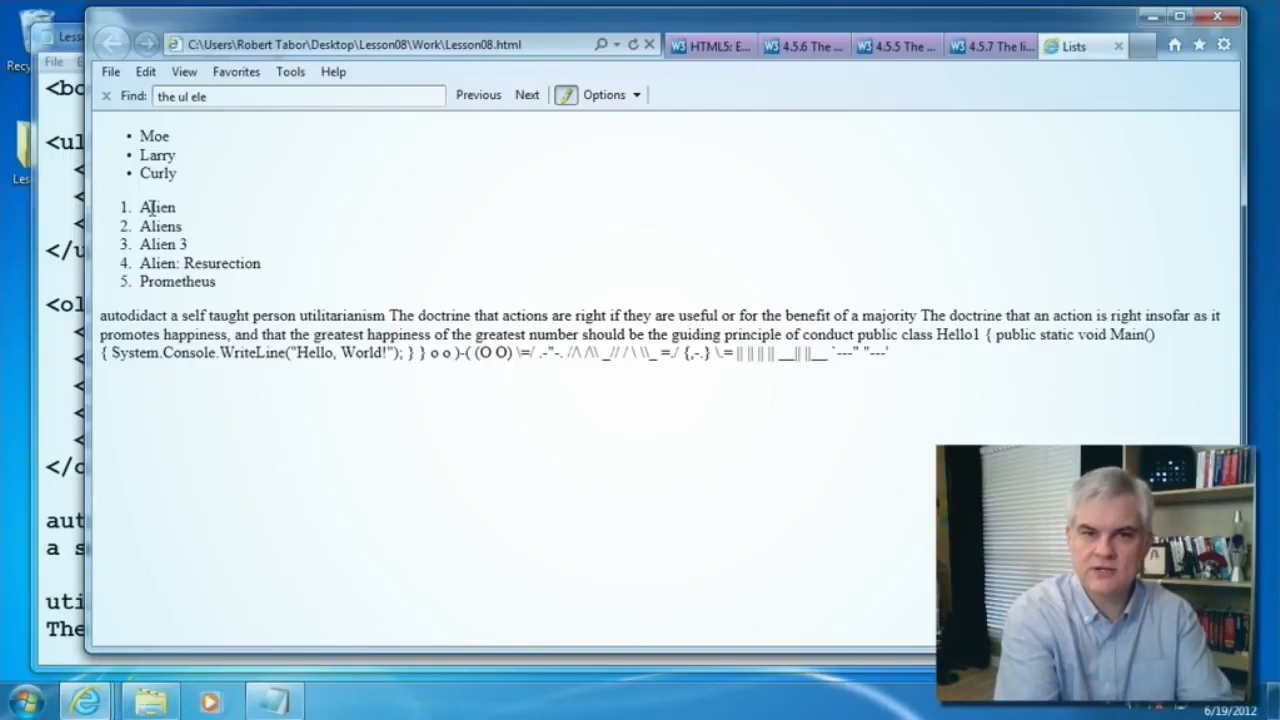 Recy
Lesso
C:\Users\Robert Tabor\Desktop\Lesson08\Work\Lesson08.html
HTML5: E...
4.5.6 The ...
4.5.5 The ...
4.5.7 The li...
Lists
File
File Edit View Favorites Tools Help
Find: the ul ele Previous Next Options
<bo
<ul
<
<
<
</u
<ol
<
<
<
<
<
</o
aut
a s
uti
The
Les
• Moe
• Larry
• Curly
1. Alien
2. Aliens
3. Alien 3
4. Alien: Resurection
5. Prometheus
autodidact a self taught person utilitarianism The doctrine that actions are right if they are useful or for the benefit of a majority The doctrine that an action is right insofar as it
promotes happiness, and that the greatest happiness of the greatest number should be the guiding principle of conduct public class Hello1 { public static void Main()
{ System.Console.WriteLine("Hello, World!"); } } o o )-( (O O) \=/ .-"-. //\ /\\ _// / \ \\_ =./ {,-.} \.= || || || || __|| ||__ `---" "---'
6/19/2012